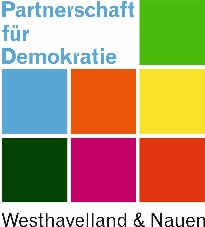 Partnerschaft
für
Demokratie
Westhavelland & Nauen